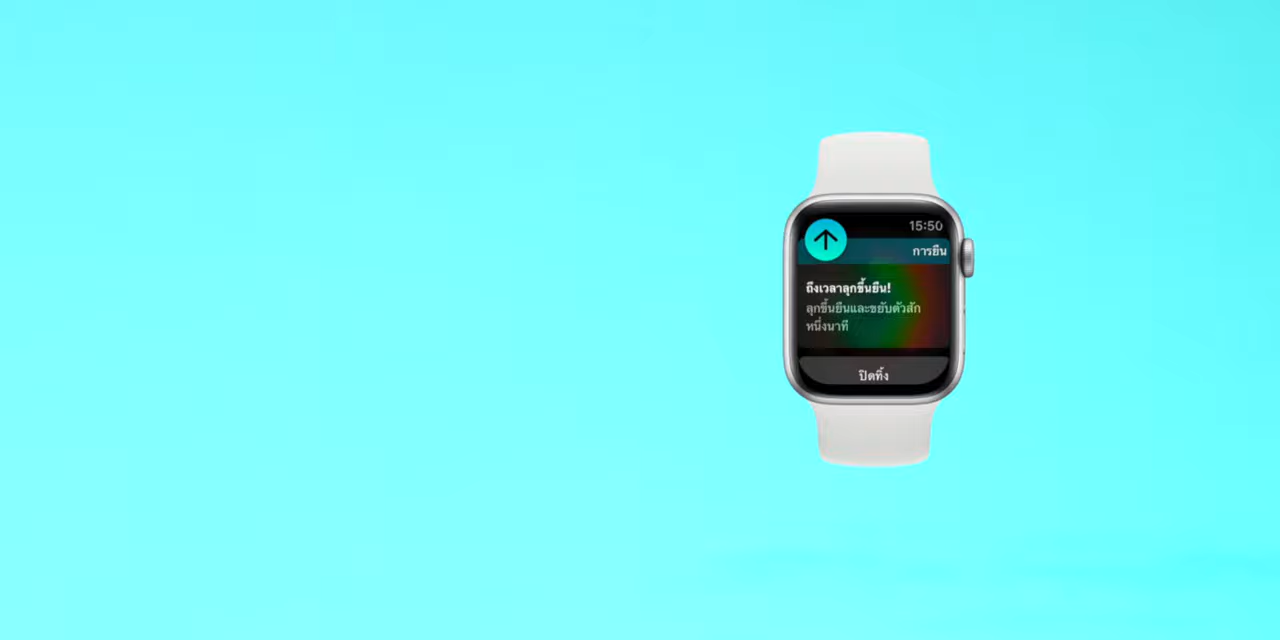 15:50
การยืน
ถึงเวลาลุกขึ้นยืน!
ลุกขึ้นยืนและขยับตัวสัก
หนึ่งนาที
ปิดทิ้ง